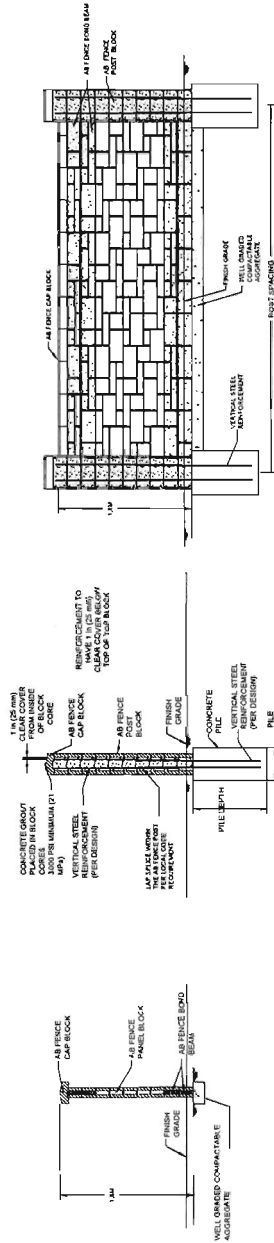 AB FENCE
CAP BLOCK
AB FENCE
PANEL BLOCK
FINISH
GRADE
AB FENCE BOND
BEAM
WELL GRADED COMPACTABLE
AGGREGATE
CONCRETE GROUT
PLACED IN BLOCK
CORES
3000 PSI MINIMUM (21
MPa)
1 in (25 mm)
CLEAR COVER
FROM INSIDE
OF BLOCK
CORE
AB FENCE
CAP BLOCK
REINFORCEMENT TO
HAVE 1 in (25 mm)
CLEAR COVER BELOW
TOP OF TOP BLOCK
VERTICAL STEEL
REINFORCEMENT
(PER DESIGN)
AB FENCE
POST
BLOCK
LAP SPLICE WITHIN
THE AB FENCE POST
PER LOCAL CODE
REQUIREMENT
FINISH
GRADE
CONCRETE
PILE
VERTICAL STEEL
REINFORCEMENT
(PER DESIGN)
PILE DEPTH
PILE
AB FENCE CAP BLOCK
AB FENCE BOND BEAM
AB FENCE
POST BLOCK
FINISH GRADE
WELL GRADED
COMPACTABLE
AGGREGATE
VERTICAL STEEL
REINFORCEMENT
POST SPACING